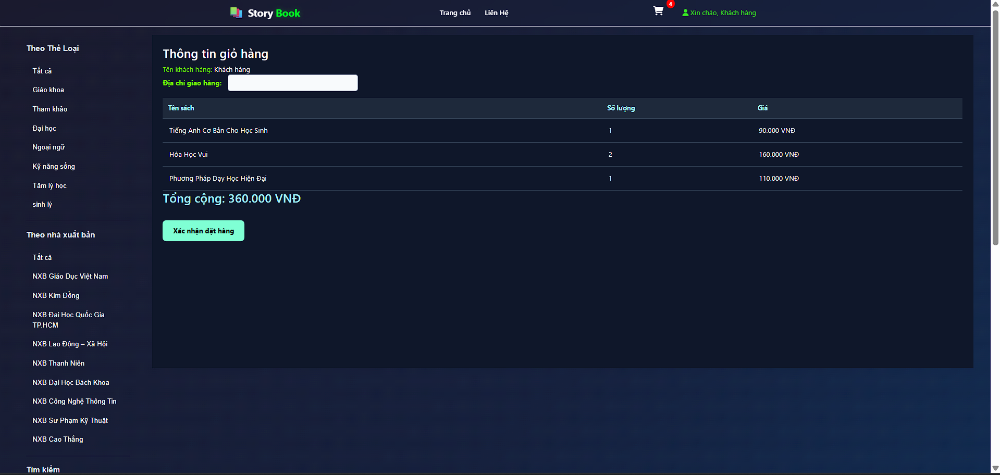 Story Book
Trang chủ
Liên Hệ
4
Xin chào, Khách hàng
Theo Thể Loại
Tất cả
Giáo khoa
Tham khảo
Đại học
Ngoại ngữ
Kỹ năng sống
Tâm lý học
sinh lý
Theo nhà xuất bản
Tất cả
NXB Giáo Dục Việt Nam
NXB Kim Đồng
NXB Đại Học Quốc Gia
TP.HCM
NXB Lao Động – Xã Hội
NXB Thanh Niên
NXB Đại Học Bách Khoa
NXB Công Nghệ Thông Tin
NXB Sư Phạm Kỹ Thuật
NXB Cao Thắng
Tìm kiếm
Thông tin giỏ hàng
Tên khách hàng: Khách hàng
Địa chỉ giao hàng:
Tên sách Số lượng Giá
Tiếng Anh Cơ Bản Cho Học Sinh 1 90.000 VNĐ
Hóa Học Vui 2 160.000 VNĐ
Phương Pháp Dạy Học Hiện Đại 1 110.000 VNĐ
Tổng cộng: 360.000 VNĐ
Xác nhận đặt hàng